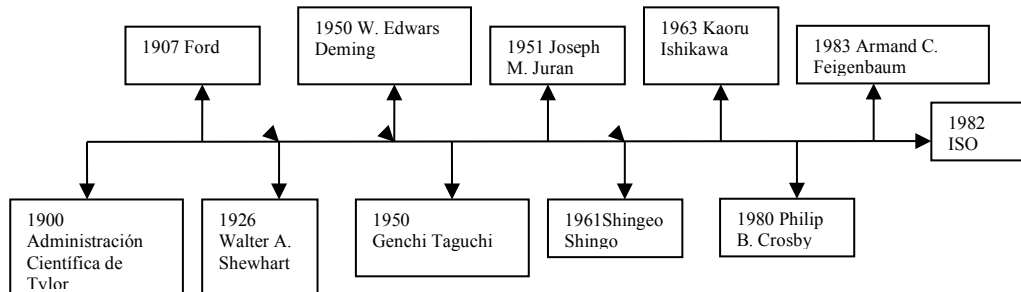 1907 Ford
1950 W. Edwars
Deming
1951 Joseph
M. Juran
1963 Kaoru
Ishikawa
1983 Armand C.
Feigenbaum
1982
ISO
1900
Administración
Científica de
Tylor
1926
Walter A.
Shewhart
1950
Genchi Taguchi
1961Shingeo
Shingo
1980 Philip
B. Crosby